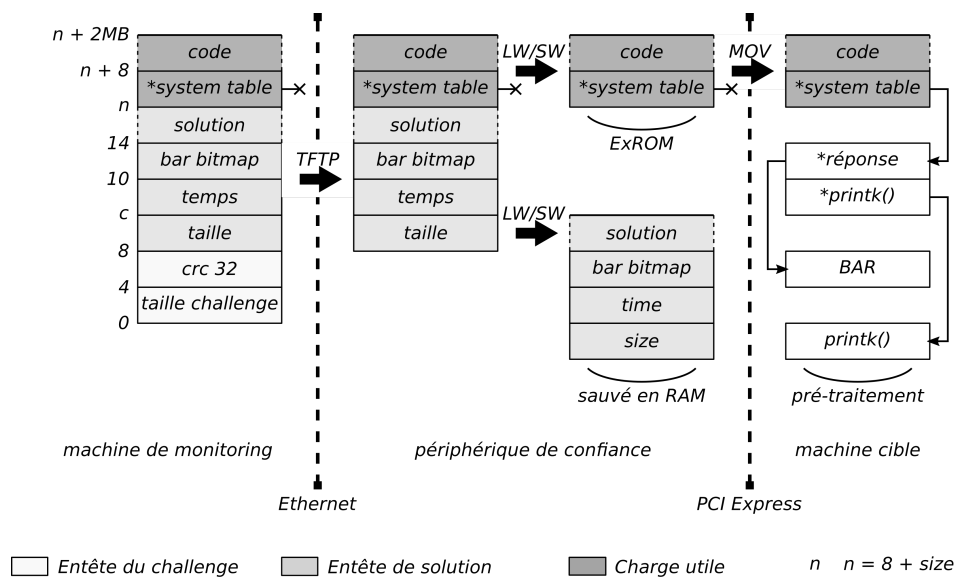 n + 2MB
n + 8
n
14
10
c
8
4
0
code
*system table
solution
bar bitmap
temps
taille
crc 32
taille challenge
TFTP
code
*system table
solution
bar bitmap
temps
taille
LW/SW
LW/SW
code
*system table
ExROM
solution
bar bitmap
time
size
sauvé en RAM
MOV
code
*system table
*réponse
*printk()
BAR
printk()
pré-traitement
machine de monitoring
périphérique de confiance
machine cible
Ethernet
PCI Express
Entête du challenge
Entête de solution
Charge utile
n n = 8 + size